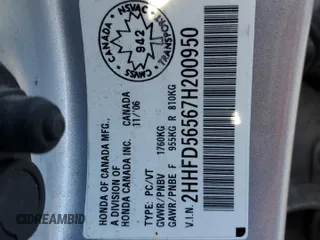 HONDA OF CANADA MFG.,
A DIVISION OF
HONDA CANADA INC. CANADA
11/06
TYPE: PC/VT
GVWR/PNBV 1760KG
GAWR/PNBE F 955KG R 810KG
V.I.N. 2HHFD56567H200950
NSVAC
CANADA
942
TRANSPORT
CMVSS
DREAMBID